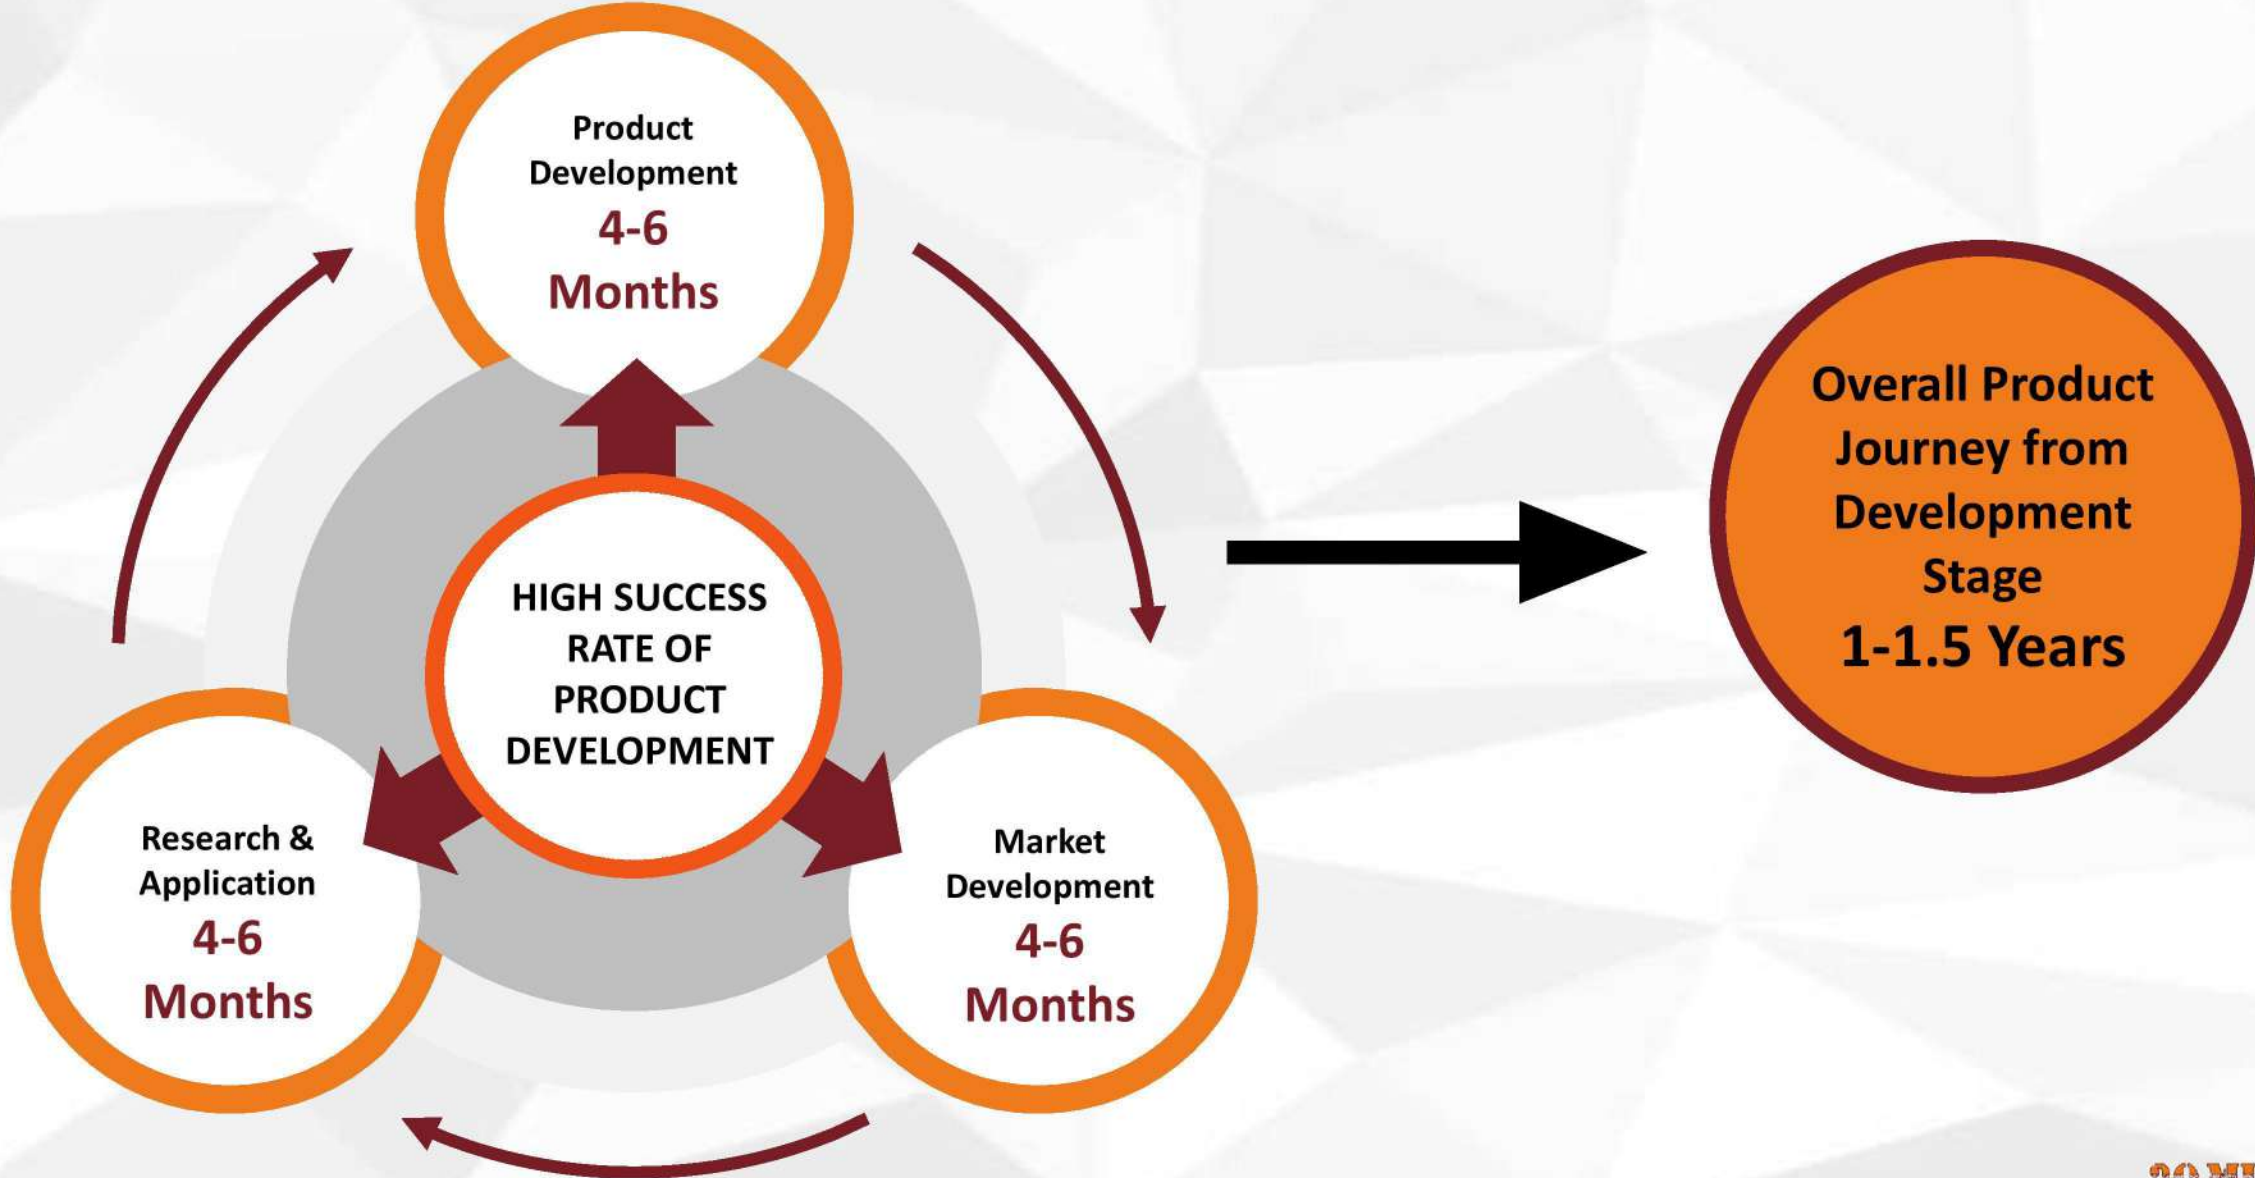 Product
Development
4-6
Months
HIGH SUCCESS
RATE OF
PRODUCT
DEVELOPMENT
Research &
Application
4-6
Months
Market
Development
4-6
Months
Overall Product
Journey from
Development
Stage
1-1.5 Years